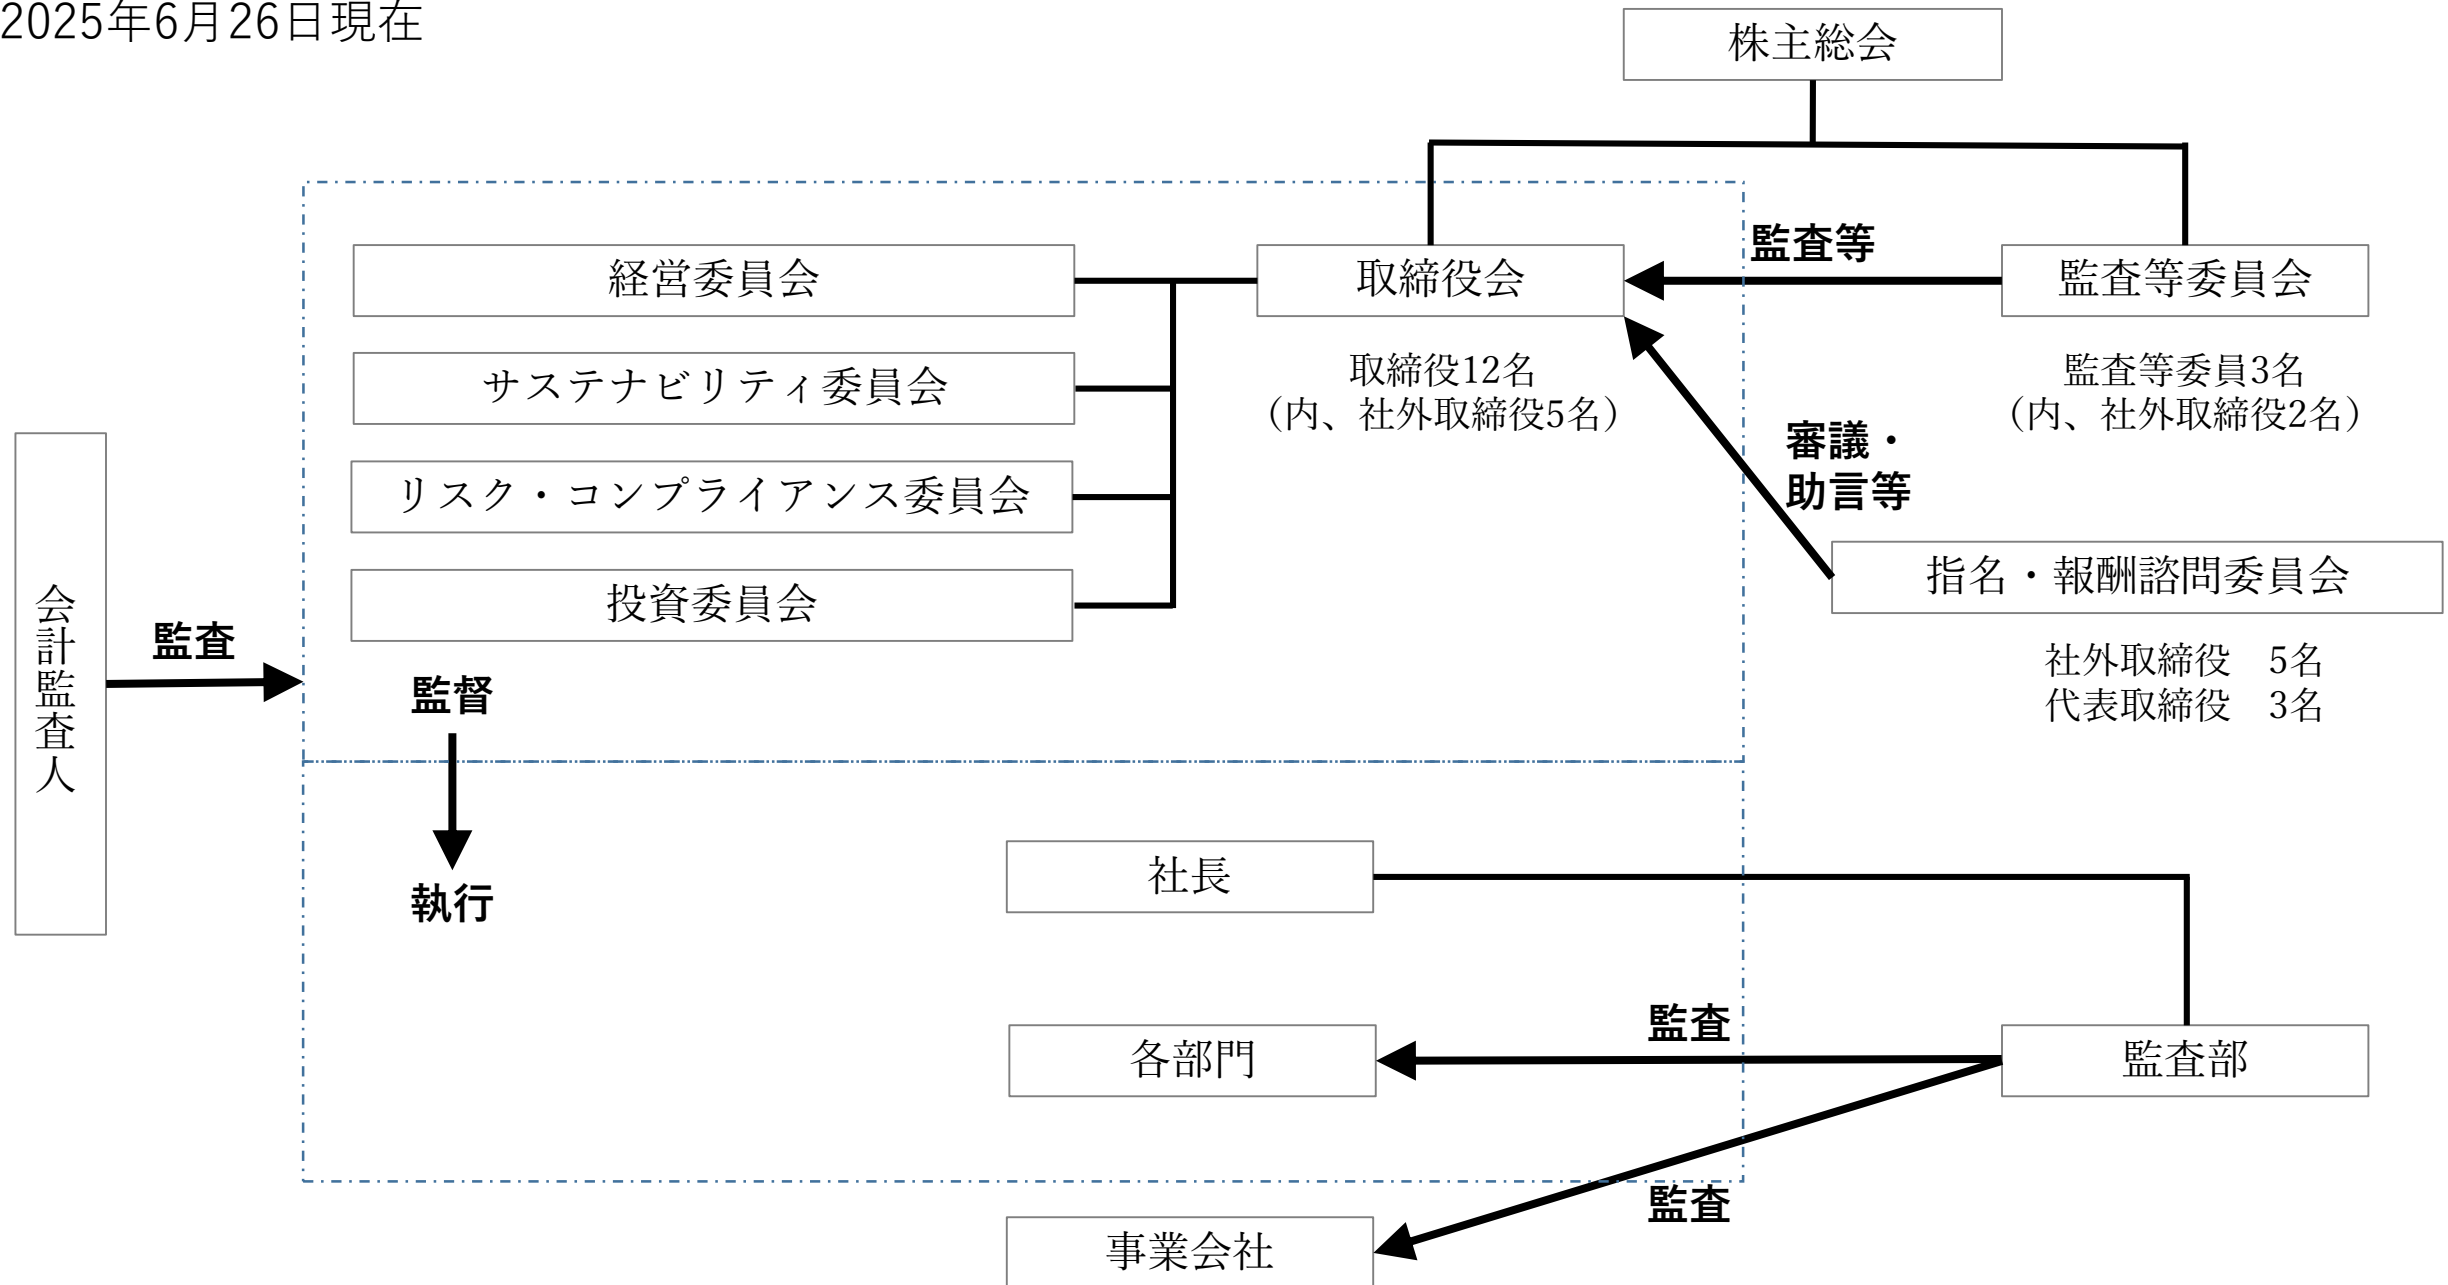 2025年6月26日現在
株主総会
監査等
経営委員会
取締役会
監査等委員会
サステナビリティ委員会
取締役12名
（内、社外取締役5名）
監査等委員3名
（内、社外取締役2名）
審議・
助言等
リスク・コンプライアンス委員会
指名・報酬諮問委員会
投資委員会
社外取締役　5名
代表取締役　3名
会計監査人
監査
監督
執行
社長
監査
各部門
監査部
監査
事業会社